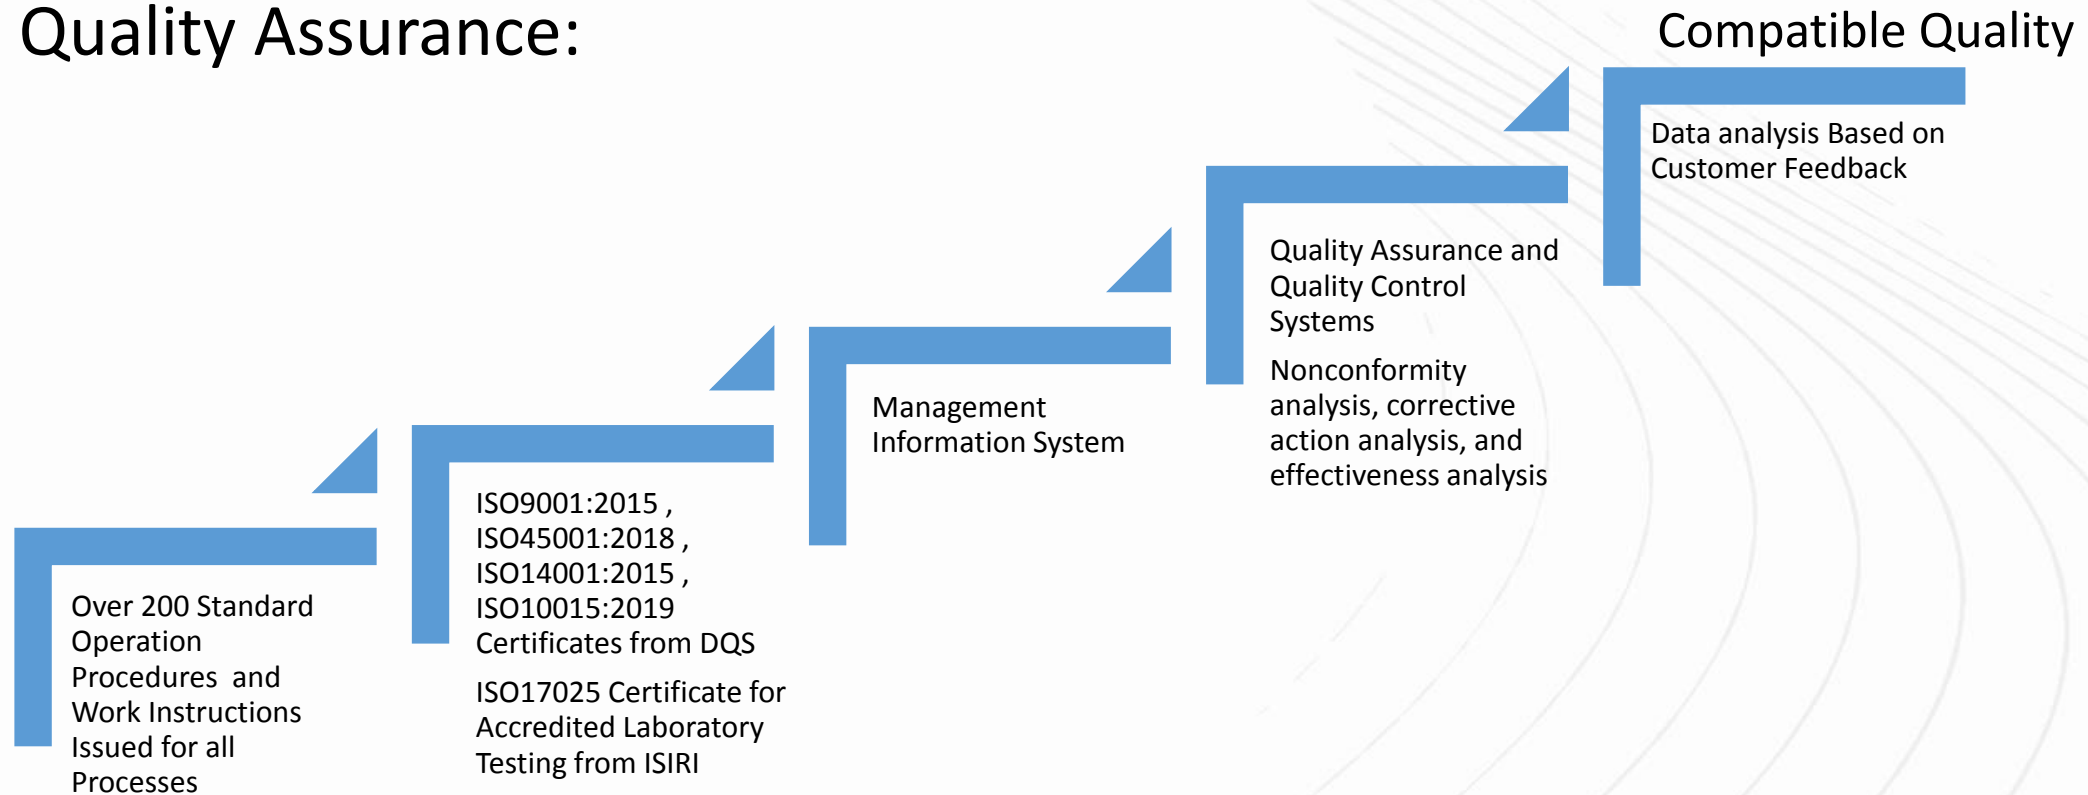 Quality Assurance:
Compatible Quality
Over 200 Standard
Operation
Procedures  and
Work Instructions
Issued for all
Processes
ISO9001:2015 ,
ISO45001:2018 ,
ISO14001:2015 ,
ISO10015:2019
Certificates from DQS
ISO17025 Certificate for
Accredited Laboratory
Testing from ISIRI
Management
Information System
Quality Assurance and
Quality Control
Systems
Nonconformity
analysis, corrective
action analysis, and
effectiveness analysis
Data analysis Based on
Customer Feedback